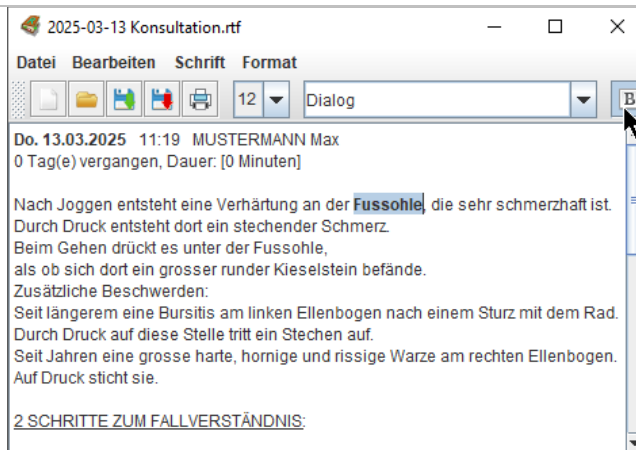 2025-03-13 Konsultation.rtf
Datei Bearbeiten Schrift Format
12 Dialog B
Do. 13.03.2025 11:19 MUSTERMANN Max
0 Tag(e) vergangen, Dauer: [0 Minuten]
Nach Joggen entsteht eine Verhärtung an der Fussohle, die sehr schmerzhaft ist.
Durch Druck entsteht dort ein stechender Schmerz.
Beim Gehen drückt es unter der Fussohle,
als ob sich dort ein grosser runder Kieselstein befände.
Zusätzliche Beschwerden:
Seit längerem eine Bursitis am linken Ellenbogen nach einem Sturz mit dem Rad.
Durch Druck auf diese Stelle tritt ein Stechen auf.
Seit Jahren eine grosse harte, hornige und rissige Warze am rechten Ellenbogen.
Auf Druck sticht sie.
2 SCHRITTE ZUM FALLVERSTÄNDNIS: